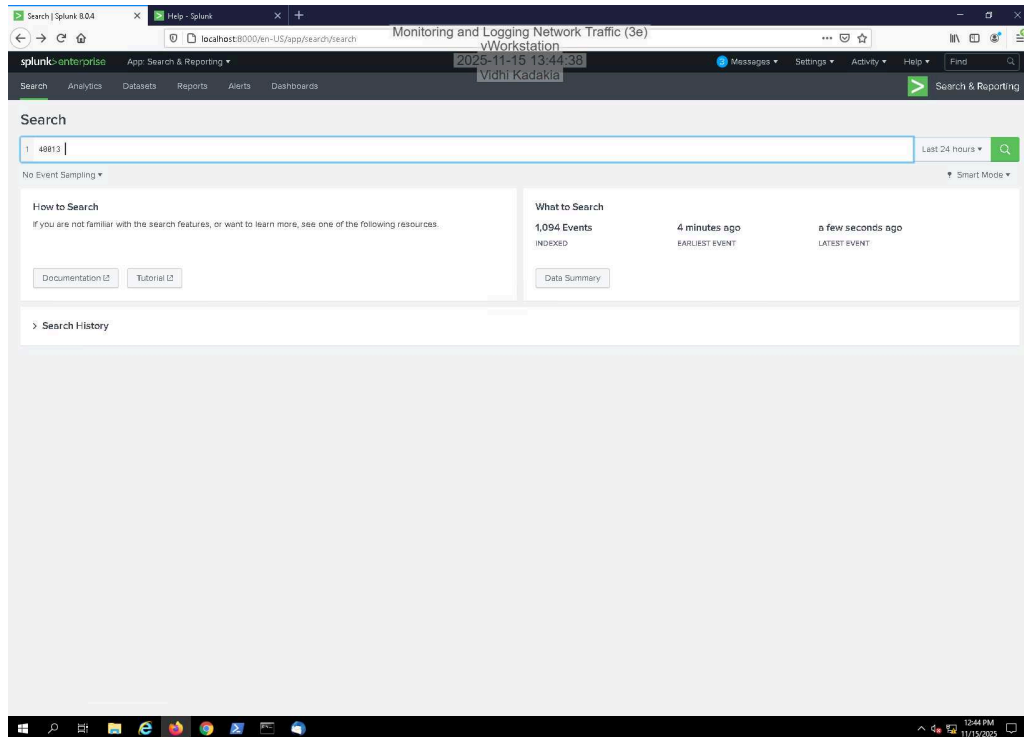 Search | Splunk 8.0.4
Help - Splunk
localhost:8000/en-US/app/search/search
Monitoring and Logging Network Traffic (3e)
vWorkstation
2025-11-15 13:44:38
Vidhi Kadakia
splunk>enterprise App: Search & Reporting
3 Messages Settings Activity Help Find
Search Analytics Datasets Reports Alerts Dashboards
Search & Reporting
Search
1 40013
Last 24 hours
No Event Sampling
Smart Mode
How to Search
If you are not familiar with the search features, or want to learn more, see one of the following resources.
Documentation Tutorial
What to Search
1,094 Events 4 minutes ago a few seconds ago
INDEXED EARLIEST EVENT LATEST EVENT
Data Summary
> Search History
12:44 PM
11/15/2025